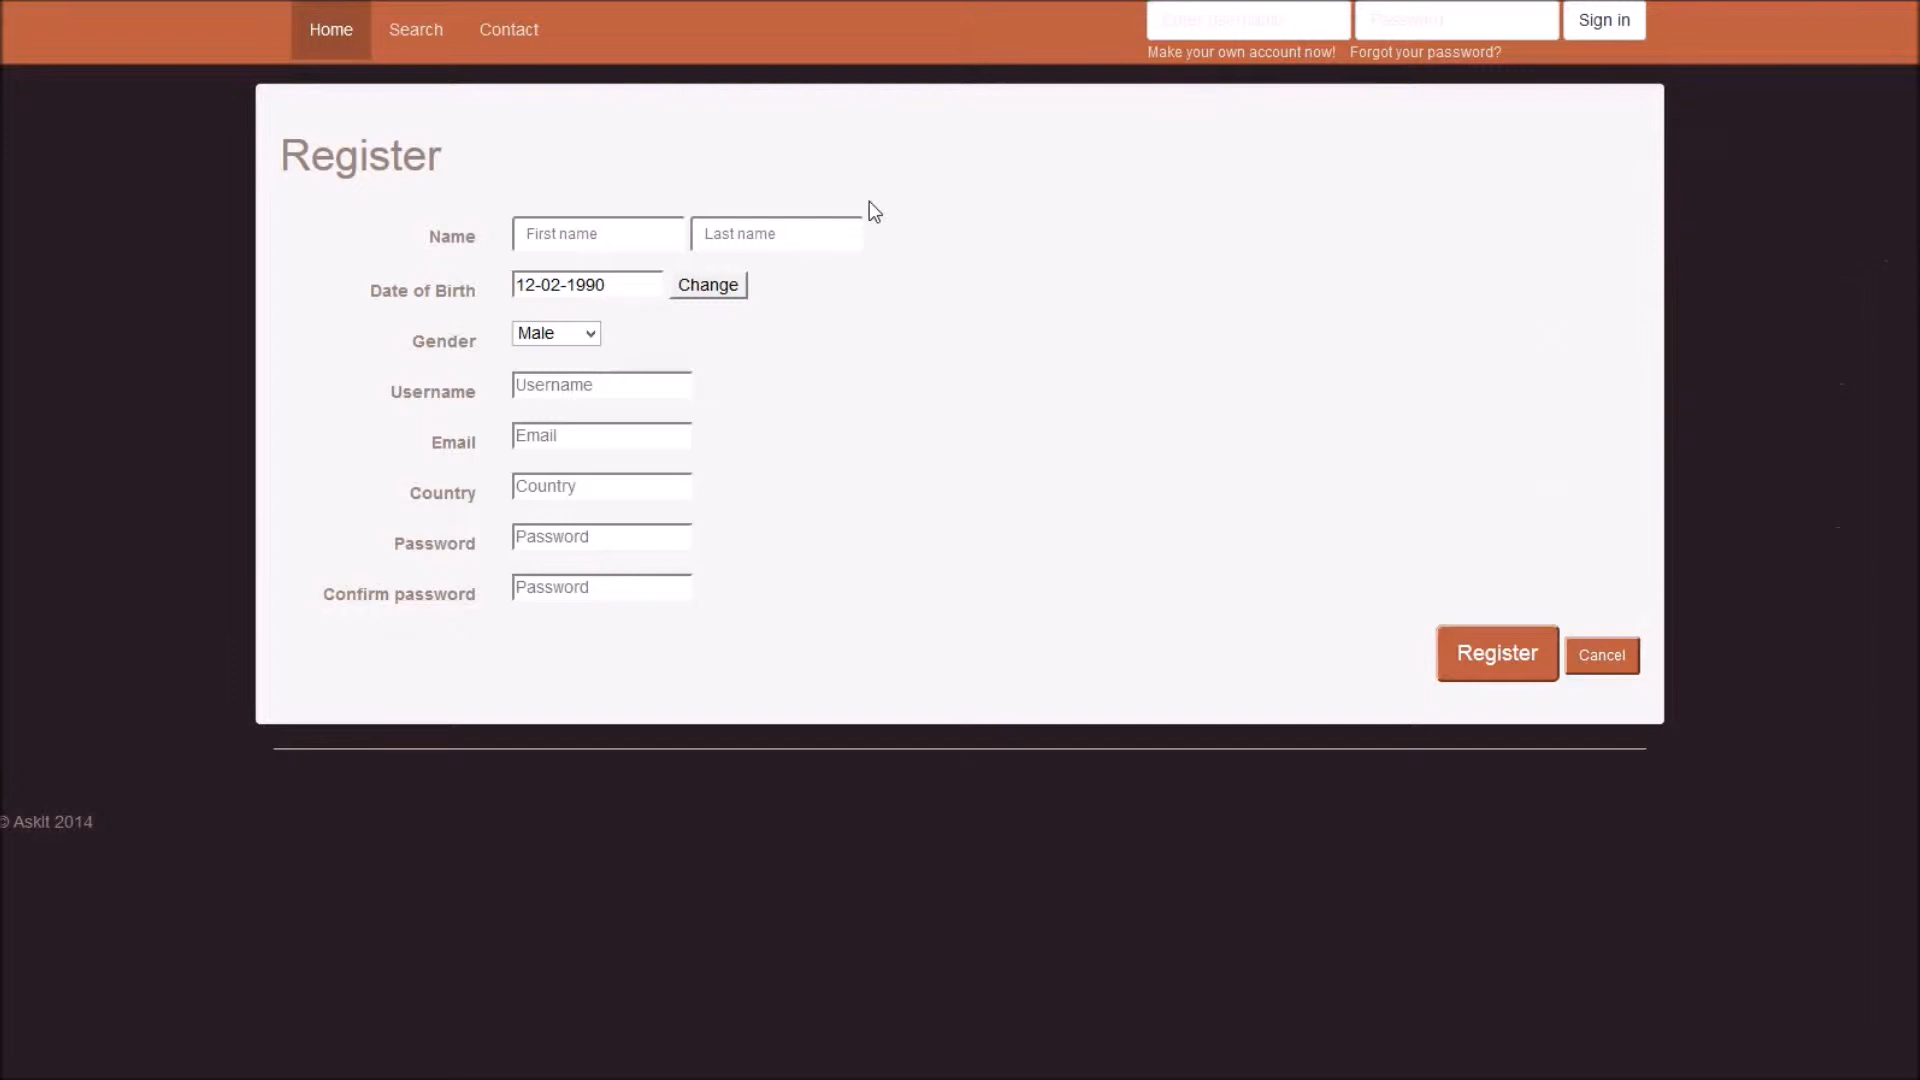 Home Search Contact Sign in
Make your own account now! Forgot your password?
Register
Name First name Last name
Date of Birth 12-02-1990 Change
Gender Male
Username Username
Email Email
Country Country
Password Password
Confirm password Password
Register Cancel
© AskIt 2014